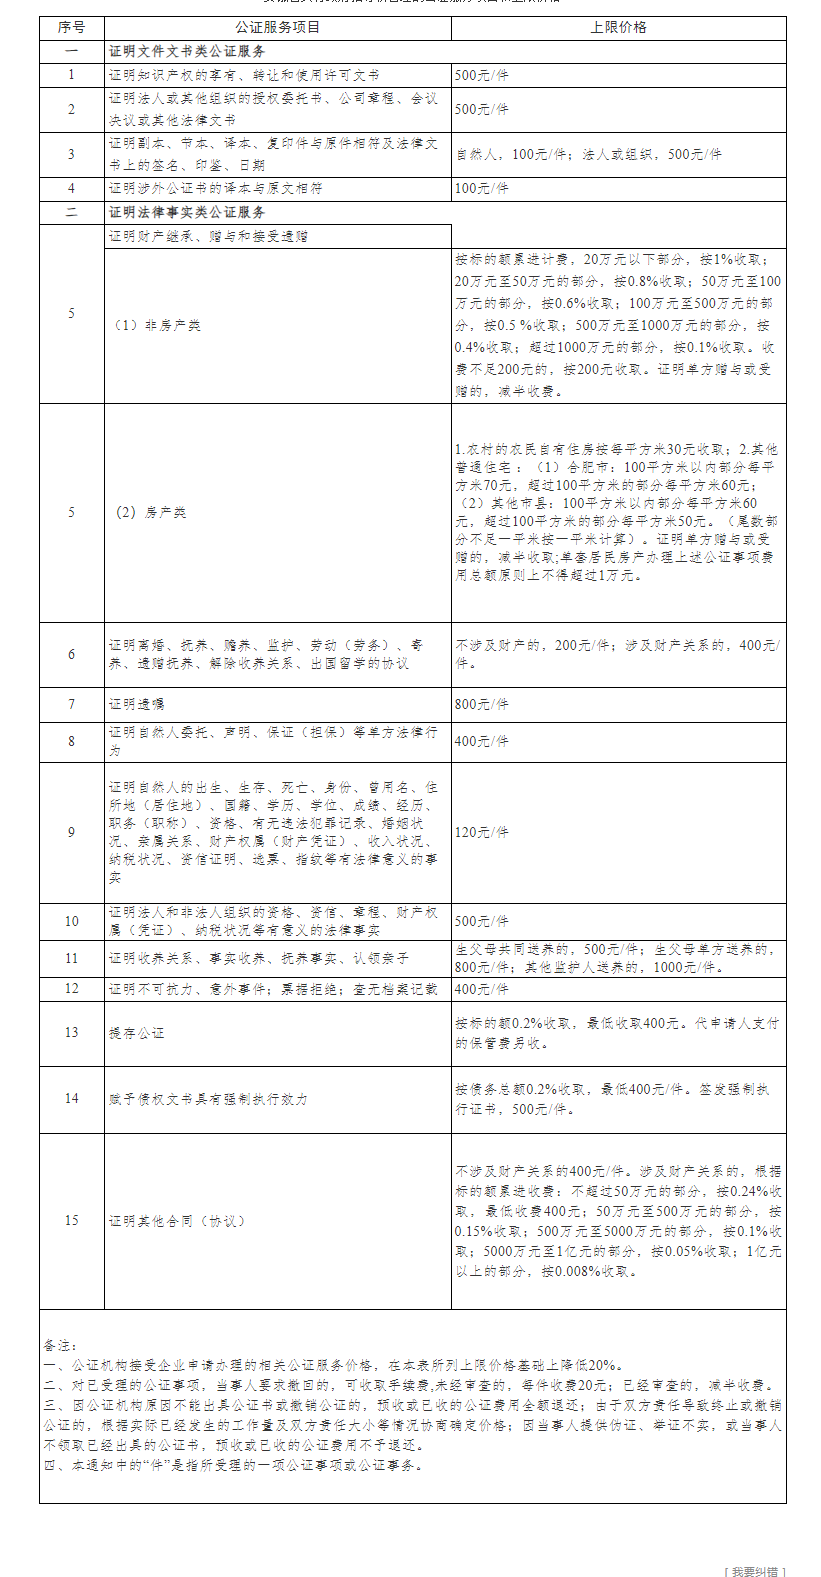 序号 公证服务项目 上限价格
一 证明文件文书类公证服务
1 证明知识产权的享有、转让和使用许可文书 500元/件
证明法人或其他组织的授权委托书、公司章程、会议
2 500元/件
决议或其他法律文书
证明副本、节本、译本、复印件与原件相符及法律文
3 自然人，100元/件；法人或组织，500元/件
书上的签名、印鉴、日期
4 证明涉外公证书的译本与原文相符 100元/件
二 证明法律事实类公证服务
证明财产继承、赠与和接受遗赠
5
（1）非房产类
按标的额累进计费，20万元以下部分，按1%收取；
20万元至50万元的部分，按0.8%收取；50万元至100
万元的部分，按0.6%收取；100万元至500万元的部
分，按0.5 %收取；500万元至1000万元的部分，按
0.4%收取；超过1000万元的部分，按0.1%收取。收
费不足200元的，按200元收取。证明单方赠与或受
赠的，减半收费。
5
（2）房产类
1.农村的农民自有住房按每平方米30元收取；2.其他
普通住宅：（1）合肥市：100平方米以内部分每平
方米70元，超过100平方米的部分每平方米60元；
（2）其他市县：100平方米以内部分每平方米60
元，超过100平方米的部分每平方米50元。（尾数部
分不足一平米按一平米计算）。证明单方赠与或受
赠的，减半收取;单套居民房产办理上述公证事项费
用总额原则上不得超过1万元。
6
证明离婚、抚养、赡养、监护、劳动（劳务）、寄
养、遗赠抚养、解除收养关系、出国留学的协议
不涉及财产的，200元/件；涉及财产关系的，400元/
件。
7 证明遗嘱 800元/件
8
证明自然人委托、声明、保证（担保）等单方法律行
为
400元/件
9
证明自然人的出生、生存、死亡、身份、曾用名、住
所地（居住地）、国籍、学历、学位、成绩、经历、
职务（职称）、资格、有无违法犯罪记录、婚姻状
况、亲属关系、财产权属（财产凭证）、收入状况、
纳税状况、资信证明、选票、指纹等有法律意义的事
实
120元/件
10
证明法人和非法人组织的资格、资信、章程、财产权
属（凭证）、纳税状况等有意义的法律事实
500元/件
11 证明收养关系、事实收养、抚养事实、认领亲子
生父母共同送养的，500元/件；生父母单方送养的，
800元/件；其他监护人送养的，1000元/件。
12 证明不可抗力、意外事件；票据拒绝；查无档案记载 400元/件
13 提存公证
按标的额0.2%收取，最低收取400元。代申请人支付
的保管费另收。
14 赋予债权文书具有强制执行效力
按债务总额0.2%收取，最低400元/件。签发强制执
行证书，500元/件。
15 证明其他合同（协议）
不涉及财产关系的400元/件。涉及财产关系的，根据
标的额累进收费：不超过50万元的部分，按0.24%收
取，最低收费400元；50万元至500万元的部分，按
0.15%收取；500万元至5000万元的部分，按0.1%收
取；5000万元至1亿元的部分，按0.05%收取；1亿元
以上的部分，按0.008%收取。
备注：
一、公证机构接受企业申请办理的相关公证服务价格，在本表所列上限价格基础上降低20%。
二、对已受理的公证事项，当事人要求撤回的，可收取手续费,未经审查的，每件收费20元；已经审查的，减半收费。
三、因公证机构原因不能出具公证书或撤销公证的，预收或已收的公证费用全额退还；由于双方责任导致终止或撤销
公证的，根据实际已经发生的工作量及双方责任大小等情况协商确定价格；因当事人提供伪证、举证不实，或当事人
不领取已经出具的公证书，预收或已收的公证费用不予退还。
四、本通知中的“件”是指所受理的一项公证事项或公证事务。
[ 我要纠错 ]